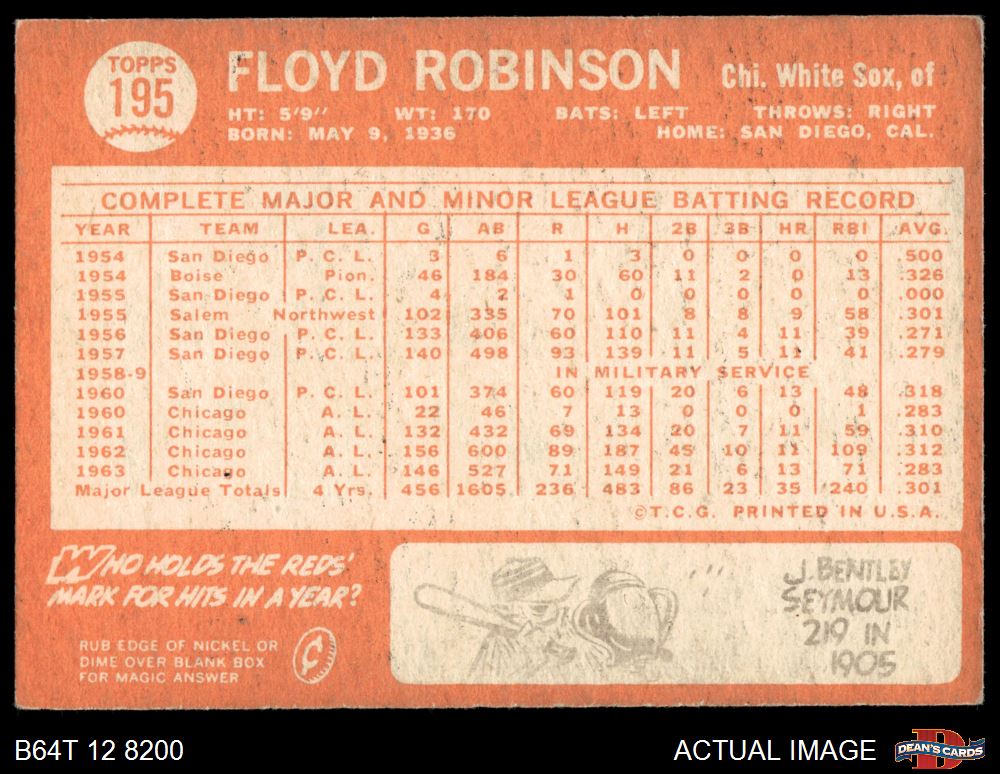 TOPPS
195
FLOYD ROBINSON Chi. White Sox, of
HT: 5'9" WT: 170 BATS: LEFT THROWS: RIGHT
BORN: MAY 9, 1936 HOME: SAN DIEGO, CAL.
COMPLETE MAJOR AND MINOR LEAGUE BATTING RECORD
YEAR TEAM LEA. G AB R H 2B 3B HR RBI AVG.
1954 San Diego P. C. L. 3 6 1 3 0 0 0 0 .500
1954 Boise Pion. 46 184 30 60 11 2 0 13 .326
1955 San Diego P. C. L. 4 2 1 0 0 0 0 0 .000
1955 Salem Northwest 102 335 70 101 8 8 9 58 .301
1956 San Diego P. C. L. 133 406 60 110 11 4 11 39 .271
1957 San Diego P. C. L. 140 498 93 139 11 5 11 41 .279
1958-9 IN MILITARY SERVICE
1960 San Diego P. C. L. 101 374 60 119 20 6 13 48 .318
1960 Chicago A. L. 22 46 7 13 0 0 0 1 .283
1961 Chicago A. L. 132 432 69 134 20 7 11 59 .310
1962 Chicago A. L. 156 600 89 187 45 10 11 109 .312
1963 Chicago A. L. 146 527 71 149 21 6 13 71 .283
Major League Totals 4 Yrs. 456 1605 236 483 86 23 35 240 .301
©T.C.G. PRINTED IN U.S.A.
WHO HOLDS THE REDS'
MARK FOR HITS IN A YEAR?
RUB EDGE OF NICKEL OR
DIME OVER BLANK BOX
FOR MAGIC ANSWER
¢
J. BENTLEY
SEYMOUR
219 IN
1905
B64T 12 8200
ACTUAL IMAGE
D
DEAN'S CARDS